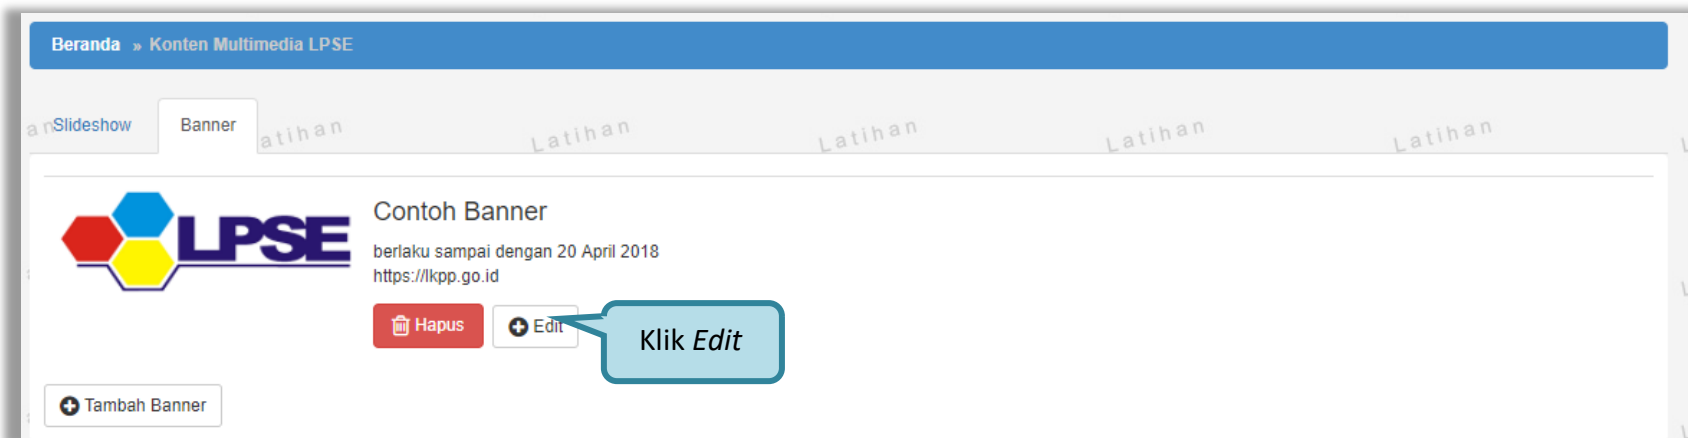 Beranda » Konten Multimedia LPSE
Slideshow Banner
Latihan Latihan Latihan Latihan
LPSE
Contoh Banner
berlaku sampai dengan 20 April 2018
https://lkpp.go.id
Hapus Edit
Klik Edit
Tambah Banner